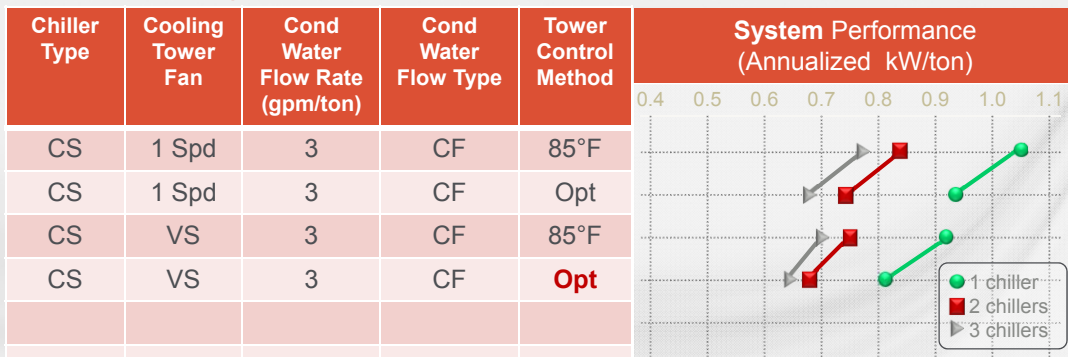 Chiller Type
Cooling Tower Fan
Cond Water Flow Rate (gpm/ton)
Cond Water Flow Type
Tower Control Method
System Performance
(Annualized kW/ton)
0.4 0.5 0.6 0.7 0.8 0.9 1.0 1.1
CS 1 Spd 3 CF 85°F
CS 1 Spd 3 CF Opt
CS VS 3 CF 85°F
CS VS 3 CF Opt
1 chiller
2 chillers
3 chillers